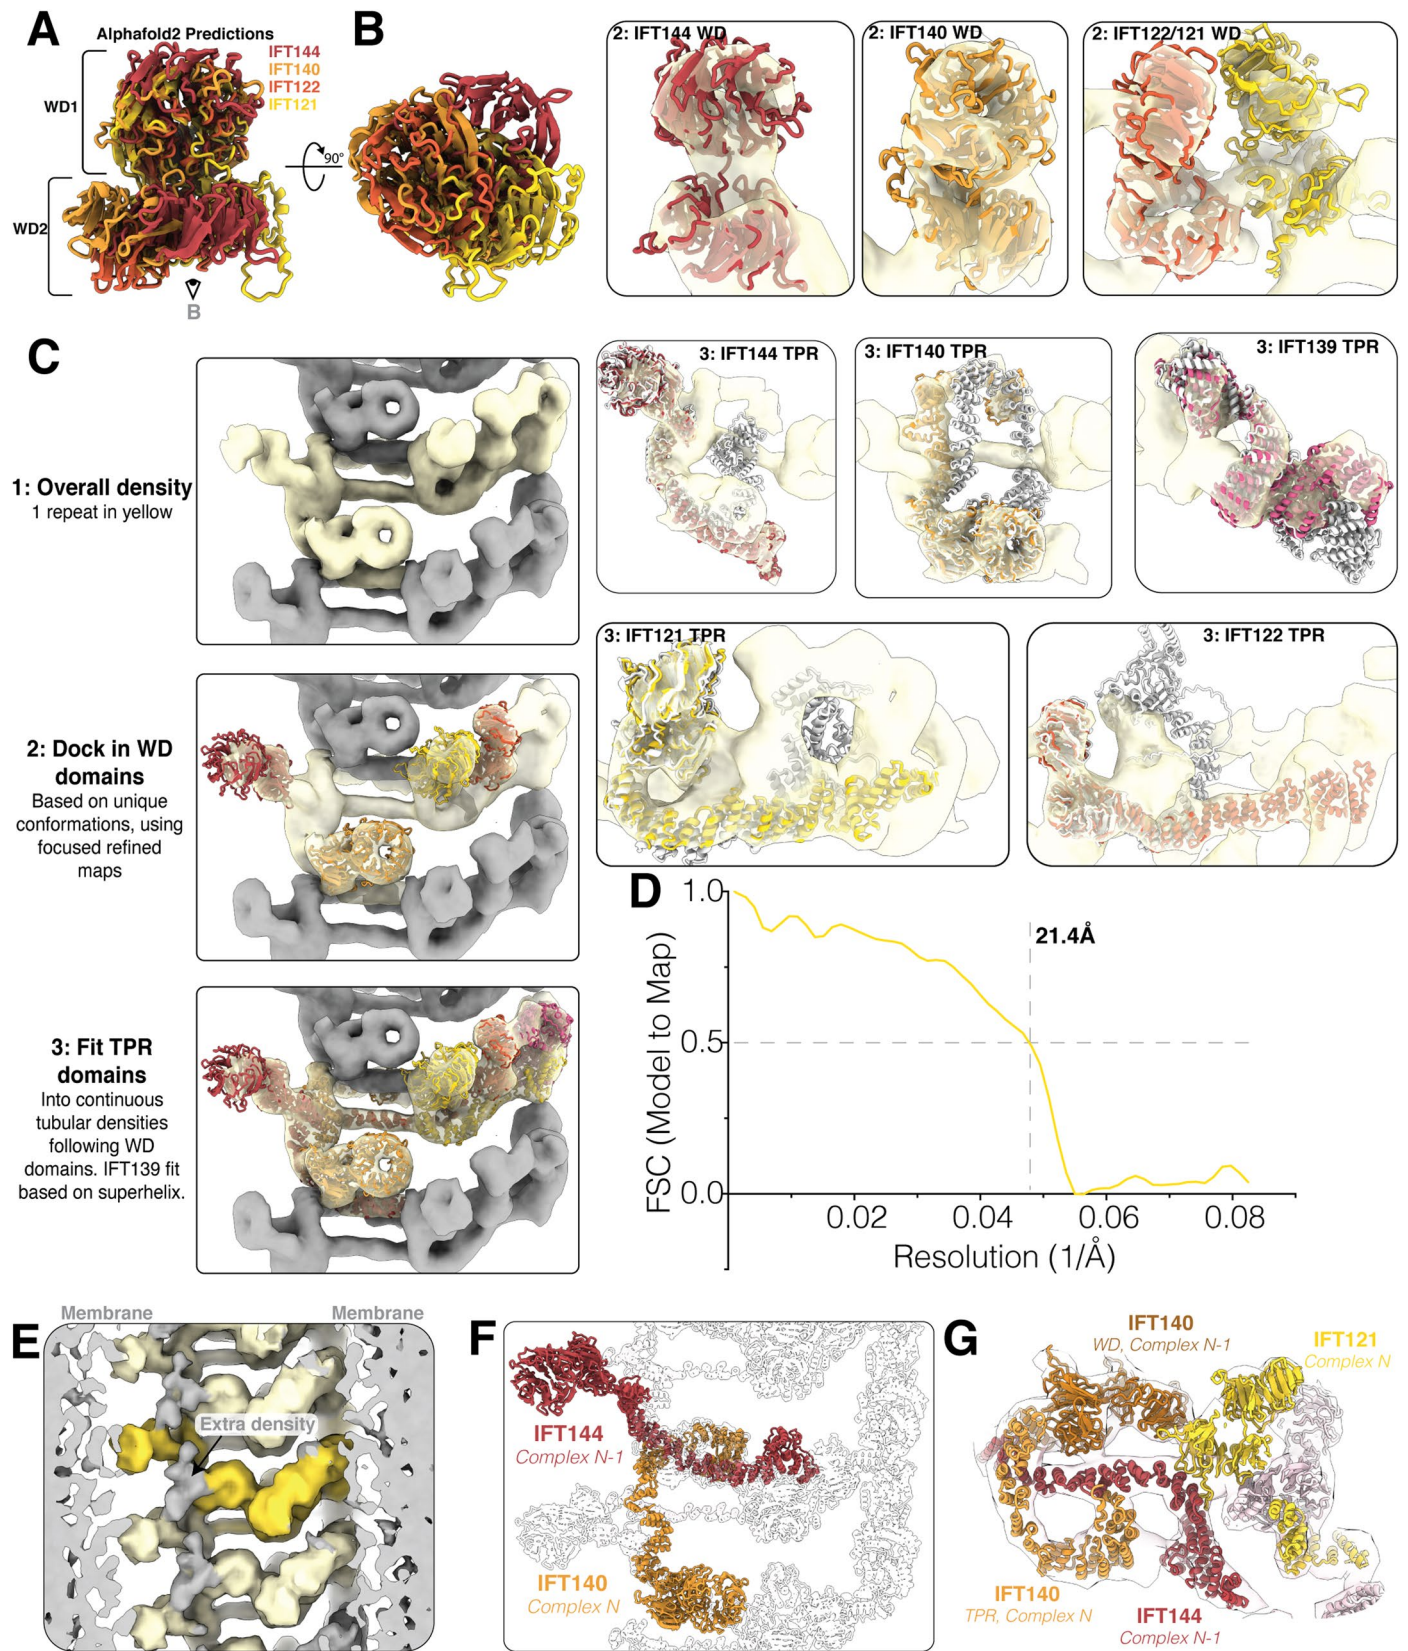 A
Alphafold2 Predictions
IFT144
IFT140
IFT122
IFT121
WD1
WD2
B
90°
B
2: IFT144 WD
2: IFT140 WD
2: IFT122/121 WD
C
1: Overall density
1 repeat in yellow
2: Dock in WD
domains
Based on unique
conformations, using
focused refined
maps
3: Fit TPR
domains
Into continuous
tubular densities
following WD
domains. IFT139 fit
based on superhelix.
3: IFT144 TPR
3: IFT140 TPR
3: IFT139 TPR
3: IFT121 TPR
3: IFT122 TPR
D
1.0
0.5
0.0
FSC (Model to Map)
21.4Å
0.02
0.04
0.06
0.08
Resolution (1/Å)
Membrane
Membrane
E
Extra density
F
IFT144
Complex N-1
IFT140
Complex N
G
IFT140
WD, Complex N-1
IFT121
Complex N
IFT140
TPR, Complex N
IFT144
Complex N-1